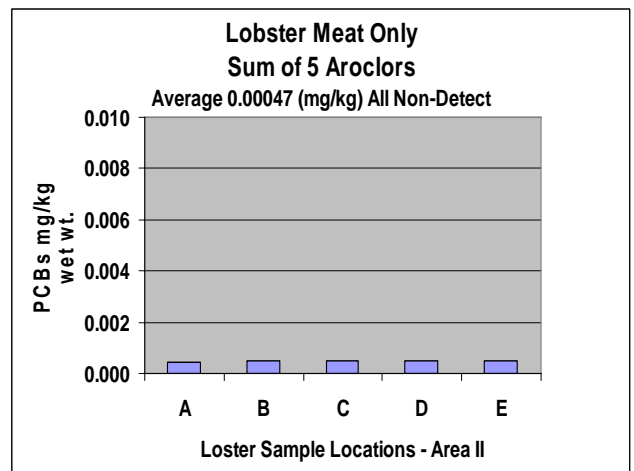 Lobster Meat Only
Sum of 5 Aroclors
Average 0.00047 (mg/kg) All Non-Detect
PCBs mg/kg
wet wt.
0.010
0.008
0.006
0.004
0.002
0.000
A B C D E
Loster Sample Locations - Area II